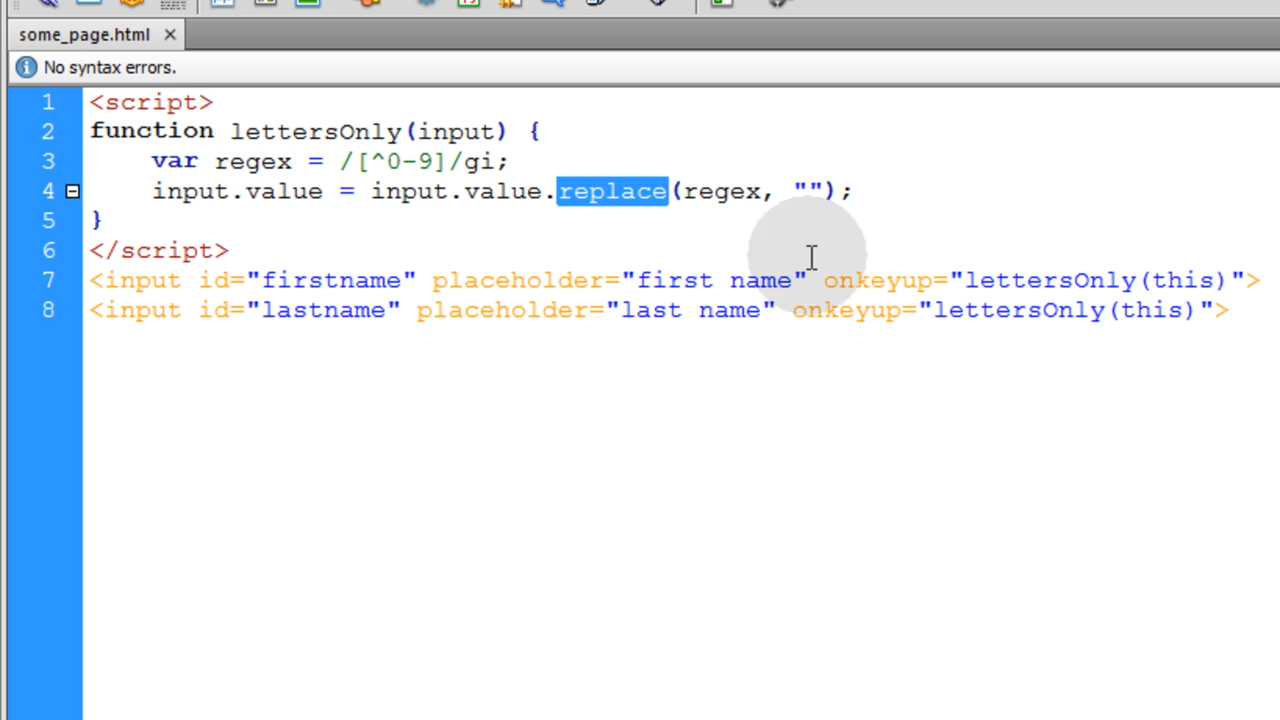 some_page.html
No syntax errors.
1 <script>
2 function lettersOnly(input) {
3     var regex = /[^0-9]/gi;
4     input.value = input.value.replace(regex, "");
5 }
6 </script>
7 <input id="firstname" placeholder="first name" onkeyup="lettersOnly(this)">
8 <input id="lastname" placeholder="last name" onkeyup="lettersOnly(this)">